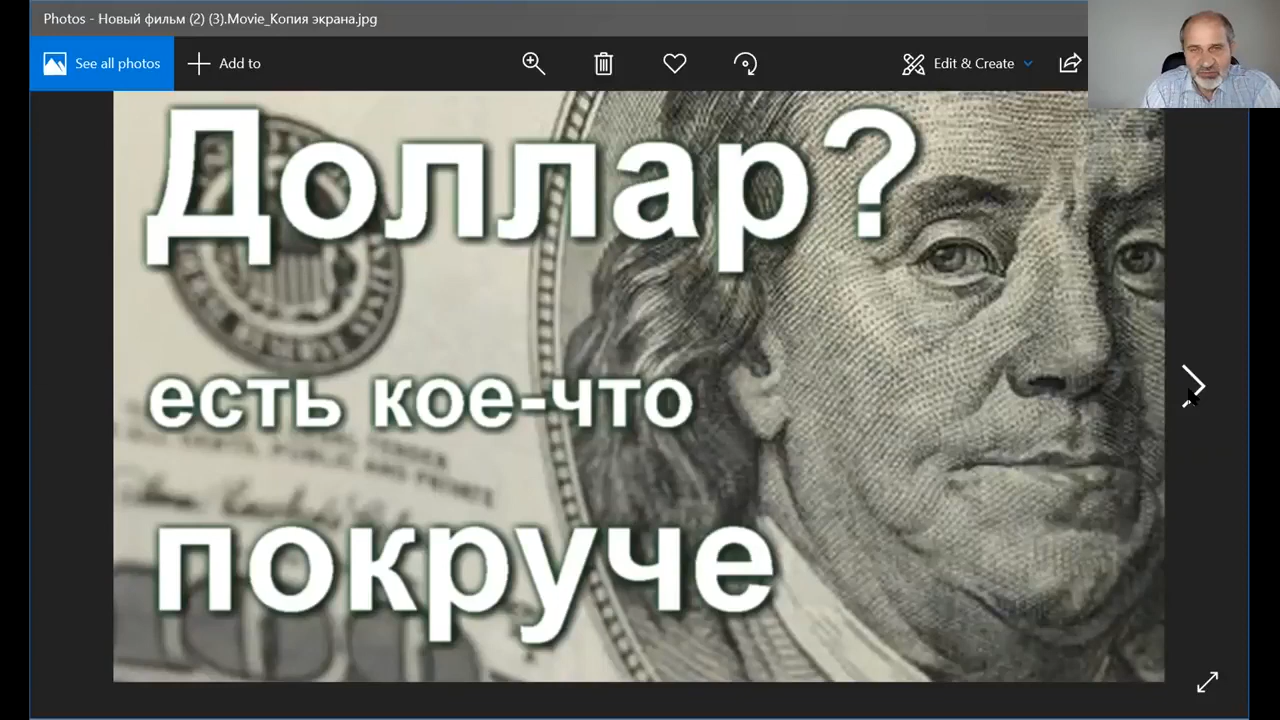 Photos - Новый фильм (2) (3).Movie_Копия экрана.jpg
See all photos
Add to
Edit & Create
Доллар?
есть кое-что
покруче